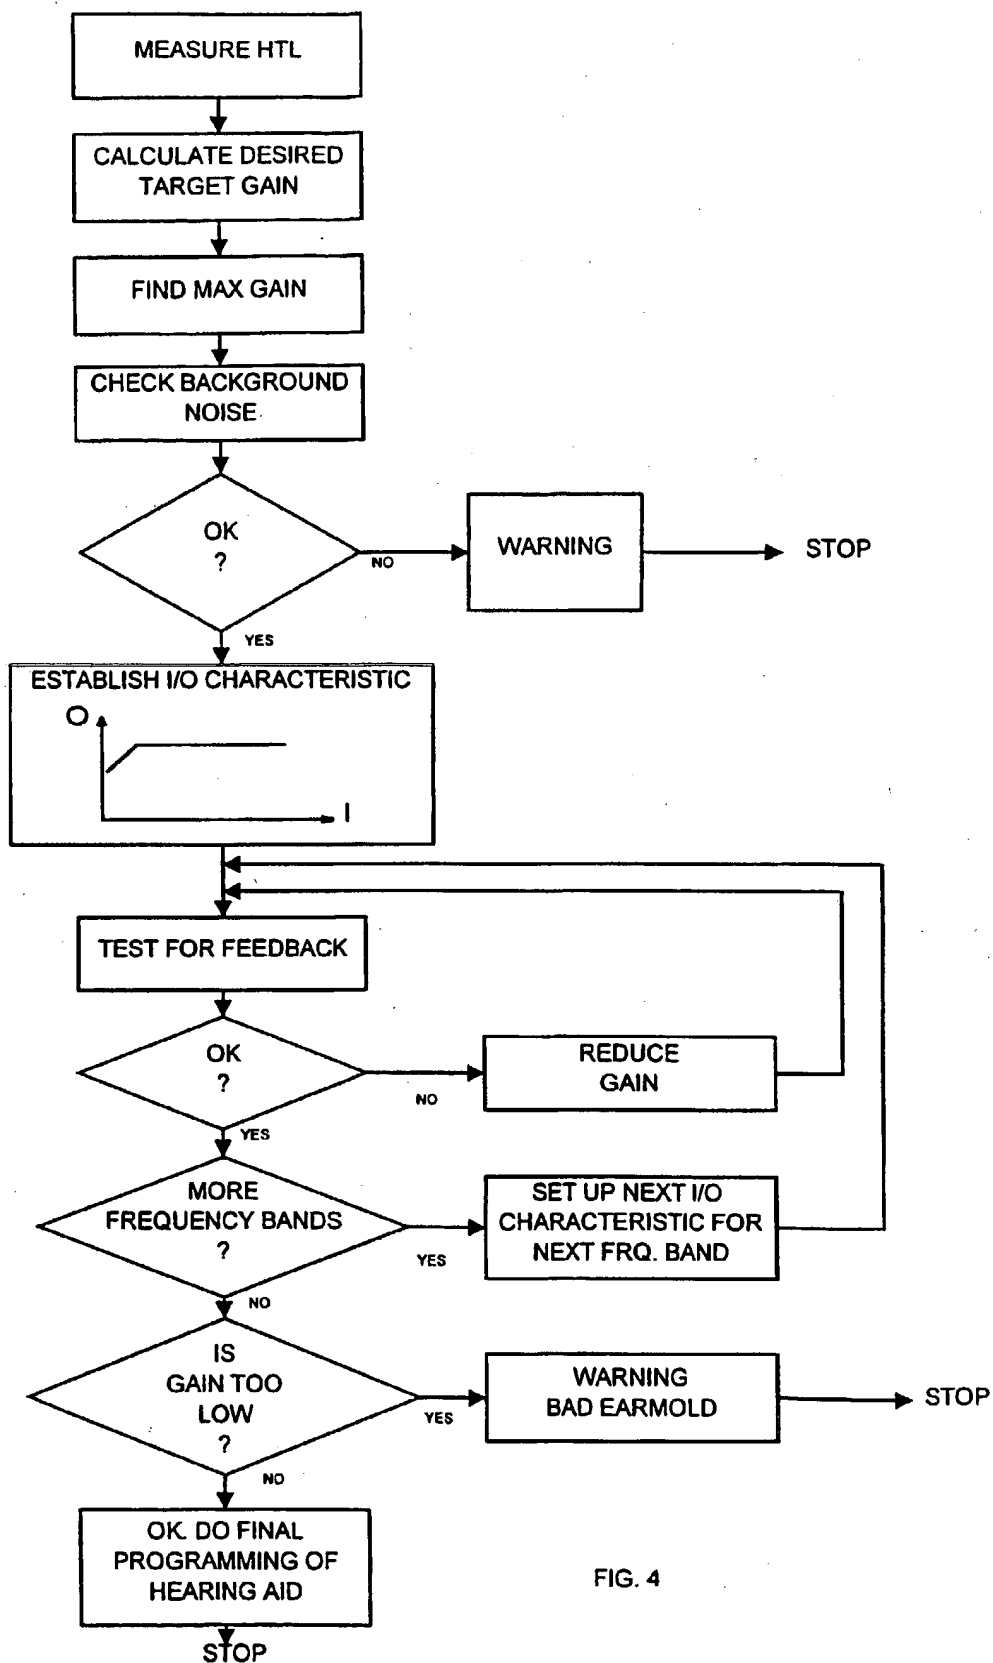 MEASURE HTL
CALCULATE DESIRED
TARGET GAIN
FIND MAX GAIN
CHECK BACKGROUND
NOISE
OK
?
NO
WARNING
STOP
YES
ESTABLISH I/O CHARACTERISTIC
O
I
TEST FOR FEEDBACK
OK
?
NO
REDUCE
GAIN
YES
MORE
FREQUENCY BANDS
?
YES
SET UP NEXT I/O
CHARACTERISTIC FOR
NEXT FRQ. BAND
NO
IS
GAIN TOO
LOW
?
YES
WARNING
BAD EARMOLD
STOP
NO
OK. DO FINAL
PROGRAMMING OF
HEARING AID
STOP
FIG. 4